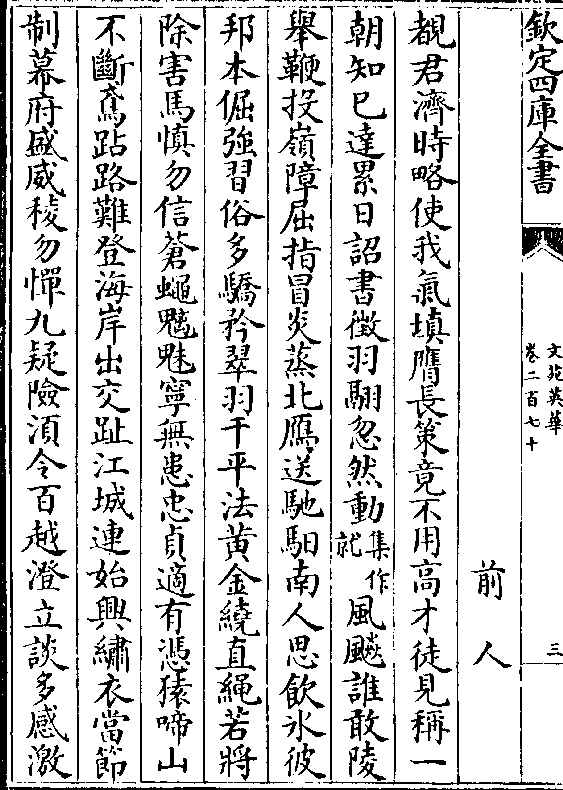 欽定四庫全書
文苑英華
卷二百七十
三
前人
覩君濟時略使我氣填膺長策竟不用高才徒見稱一
朝知已達累日詔書徴羽翮忽然動集作就風飈誰敢陵
舉鞭投嶺障屈指冒炎蒸北鴈送馳馹南人思飲氷彼
邦本倔強習俗多驕矜翠羽干平法黄金繞直繩若將
除害馬慎勿信蒼蠅魑魅寧無患忠貞適有憑猿啼山
不斷鳶跕路難登海岸出交趾江城連始興繡衣當節
制幕府盛威稜勿憚九疑險湏令百越澄立談多感激